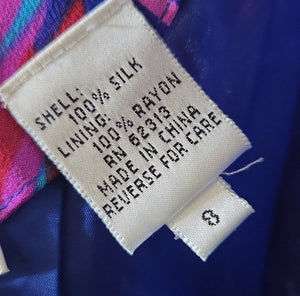 SHELL:
100% SILK
LINING:
100% RAYON
RN 62313
MADE IN CHINA
REVERSE FOR CARE
8